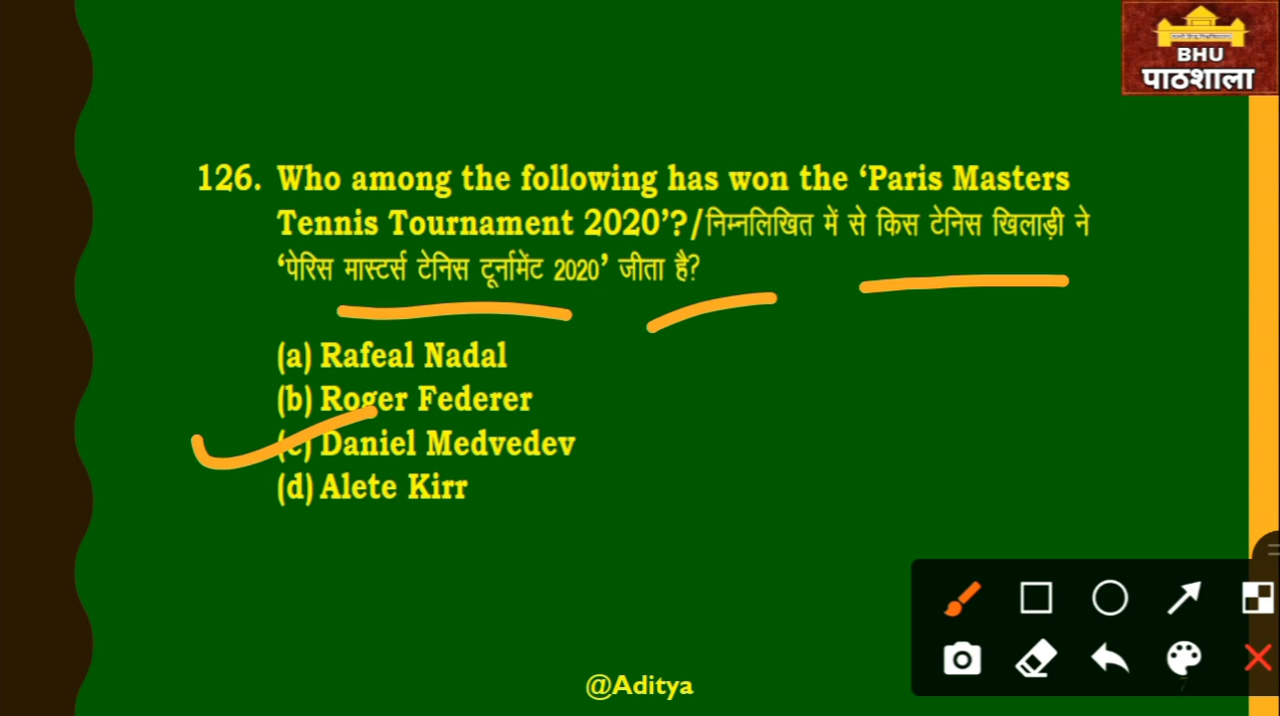 BHU
पाठशाला
126. Who among the following has won the ‘Paris Masters
Tennis Tournament 2020’?/निम्नलिखित में से किस टेनिस खिलाड़ी ने
‘पेरिस मास्टर्स टेनिस टूर्नामेंट 2020’ जीता है?
(a) Rafeal Nadal
(b) Roger Federer
(c) Daniel Medvedev
(d) Alete Kirr
@Aditya
7